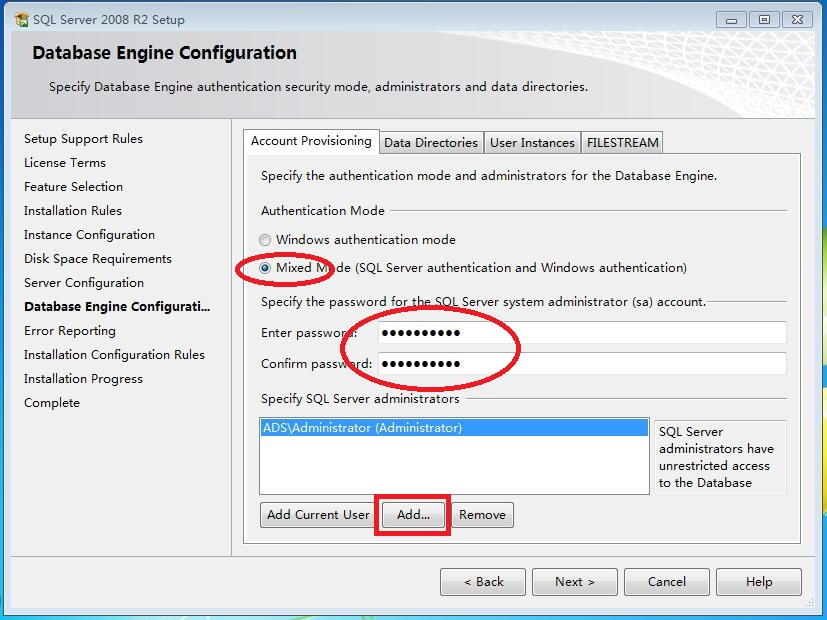 SQL Server 2008 R2 Setup
Database Engine Configuration
Specify Database Engine authentication security mode, administrators and data directories.
Setup Support Rules
License Terms
Feature Selection
Installation Rules
Instance Configuration
Disk Space Requirements
Server Configuration
Database Engine Configurati...
Error Reporting
Installation Configuration Rules
Installation Progress
Complete
Account Provisioning Data Directories User Instances FILESTREAM
Specify the authentication mode and administrators for the Database Engine.
Authentication Mode
Windows authentication mode
Mixed Mode (SQL Server authentication and Windows authentication)
Specify the password for the SQL Server system administrator (sa) account.
Enter password: ●●●●●●●●●●
Confirm password: ●●●●●●●●●●
Specify SQL Server administrators
ADS\Administrator (Administrator)
SQL Server
administrators have
unrestricted access
to the Database
Add Current User Add... Remove
< Back Next > Cancel Help